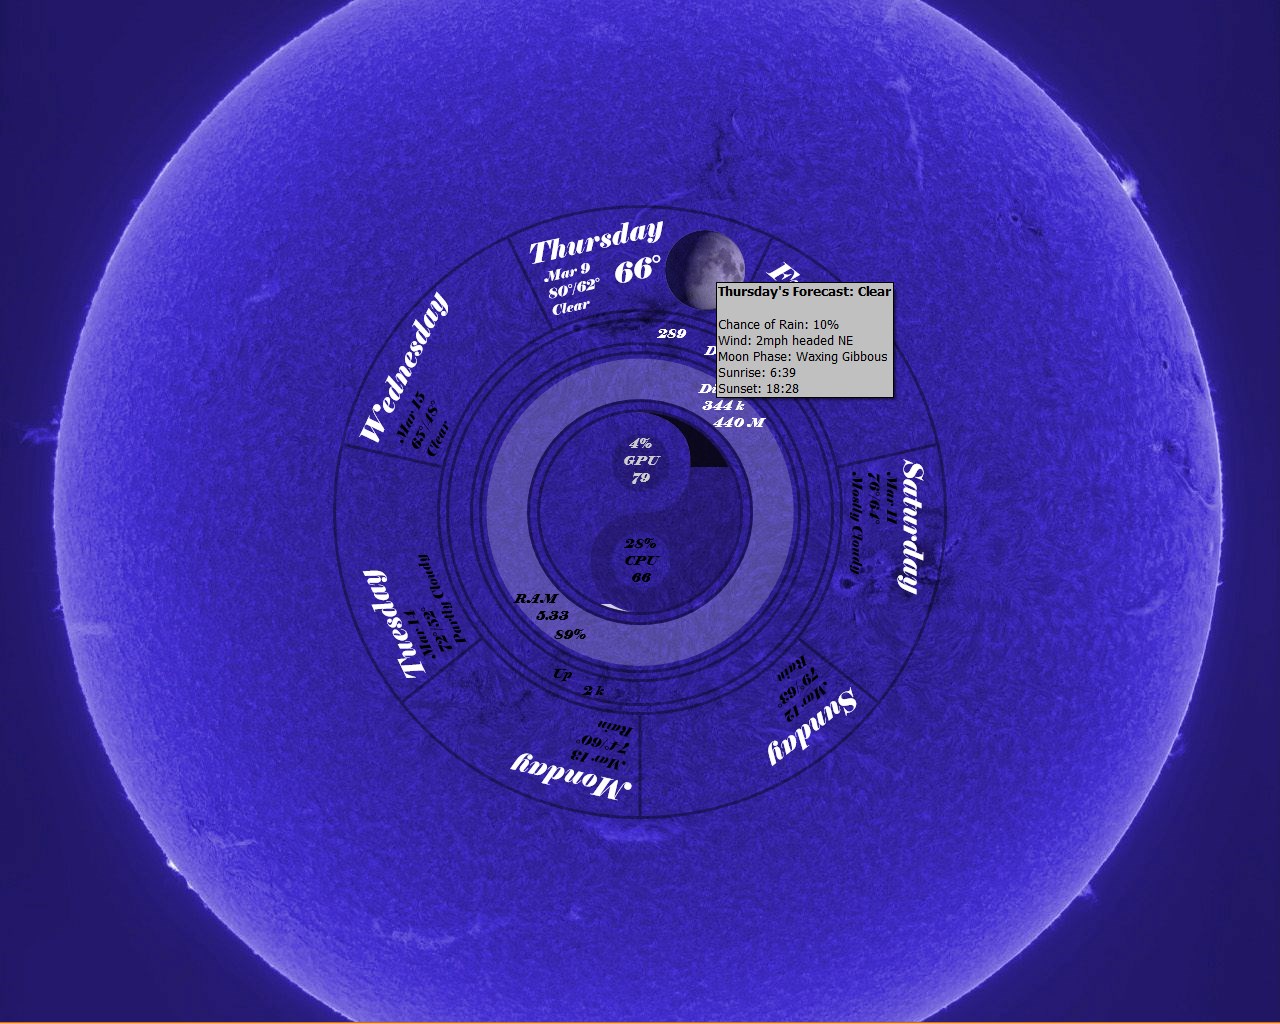 Thursday
Mar 9
80°/62°
Clear
66°
Thursday's Forecast: Clear
Chance of Rain: 10%
Wind: 2mph headed NE
Moon Phase: Waxing Gibbous
Sunrise: 6:39
Sunset: 18:28
289
344 k
440 M
4%
GPU
79
28%
CPU
66
RAM
5.33
89%
Up
2 k
Saturday
Mar 11
76°/64°
Mostly Cloudy
Sunday
Mar 12
79°/63°
Rain
Monday
Mar 13
74°/60°
Rain
Tuesday
Mar 14
72°/52°
Partly Cloudy
Wednesday
Mar 15
65°/48°
Clear